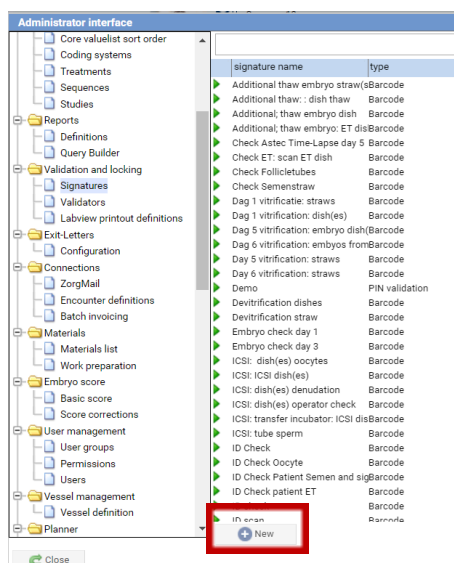 Administrator interface
Core valuelist sort order
Coding systems
Treatments
Sequences
Studies
Reports
Definitions
Query Builder
Validation and locking
Signatures
Validators
Labview printout definitions
Exit-Letters
Configuration
Connections
ZorgMail
Encounter definitions
Batch invoicing
Materials
Materials list
Work preparation
Embryo score
Basic score
Score corrections
User management
User groups
Permissions
Users
Vessel management
Vessel definition
Planner
Close
signature name type
Additional thaw embryo straw(s Barcode
Additional thaw: : dish thaw Barcode
Additional; thaw embryo dish Barcode
Additional; thaw embryo: ET dis Barcode
Check Astec Time-Lapse day 5 Barcode
Check ET: scan ET dish Barcode
Check Follicletubes Barcode
Check Semenstraw Barcode
Dag 1 vitrificatie: straws Barcode
Dag 1 vitrification: dish(es) Barcode
Dag 5 vitrification: embryo dish( Barcode
Dag 6 vitrification: embyos from Barcode
Day 5 vitrification: straws Barcode
Day 6 vitrification: straws Barcode
Demo PIN validation
Devitrification dishes Barcode
Devitrification straw Barcode
Embryo check day 1 Barcode
Embryo check day 3 Barcode
ICSI: dish(es) oocytes Barcode
ICSI: ICSI dish(es) Barcode
ICSI: dish(es) denudation Barcode
ICSI: dish(es) operator check Barcode
ICSI: transfer incubator: ICSI dis Barcode
ICSI: tube sperm Barcode
ID Check Barcode
ID Check Oocyte Barcode
ID Check Patient Semen and sig Barcode
ID Check patient ET Barcode
Barcode
ID scan Barcode
New